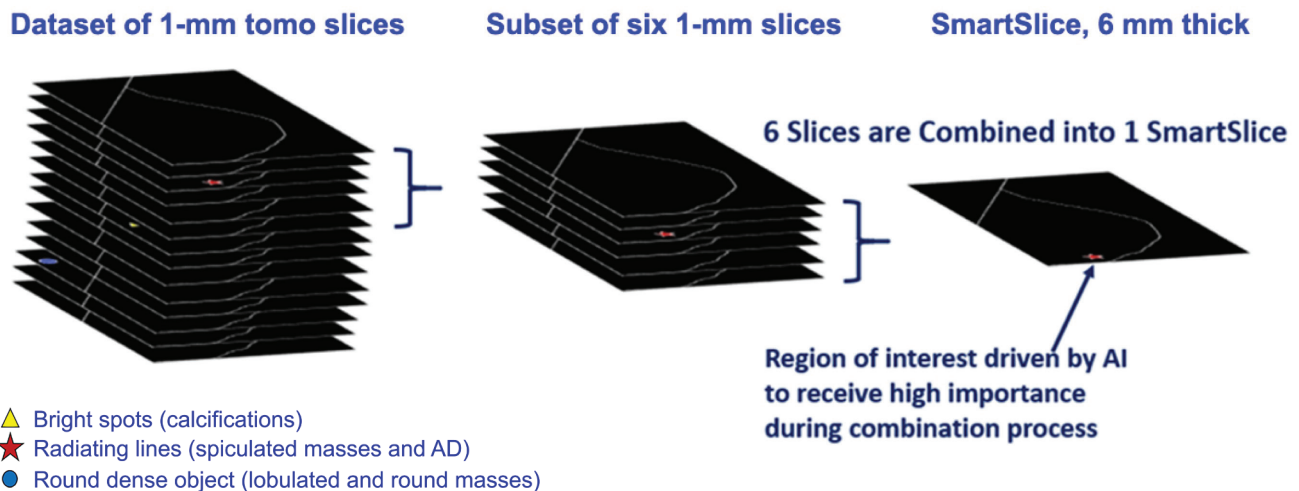 Dataset of 1-mm tomo slices
Subset of six 1-mm slices
SmartSlice, 6 mm thick
6 Slices are Combined into 1 SmartSlice
Region of interest driven by AI
to receive high importance
during combination process
Bright spots (calcifications)
Radiating lines (spiculated masses and AD)
Round dense object (lobulated and round masses)